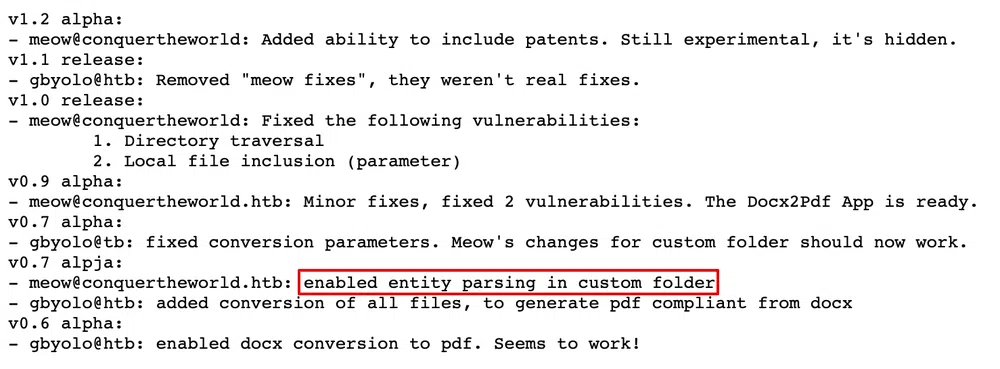 v1.2 alpha:
- meow@conquertheworld: Added ability to include patents. Still experimental, it's hidden.
v1.1 release:
- gbyolo@htb: Removed "meow fixes", they weren't real fixes.
v1.0 release:
- meow@conquertheworld: Fixed the following vulnerabilities:
1. Directory traversal
2. Local file inclusion (parameter)
v0.9 alpha:
- meow@conquertheworld.htb: Minor fixes, fixed 2 vulnerabilities. The Docx2Pdf App is ready.
v0.7 alpha:
- gbyolo@tb: fixed conversion parameters. Meow's changes for custom folder should now work.
v0.7 alpja:
- meow@conquertheworld.htb: enabled entity parsing in custom folder
- gbyolo@htb: added conversion of all files, to generate pdf compliant from docx
v0.6 alpha:
- gbyolo@htb: enabled docx conversion to pdf. Seems to work!